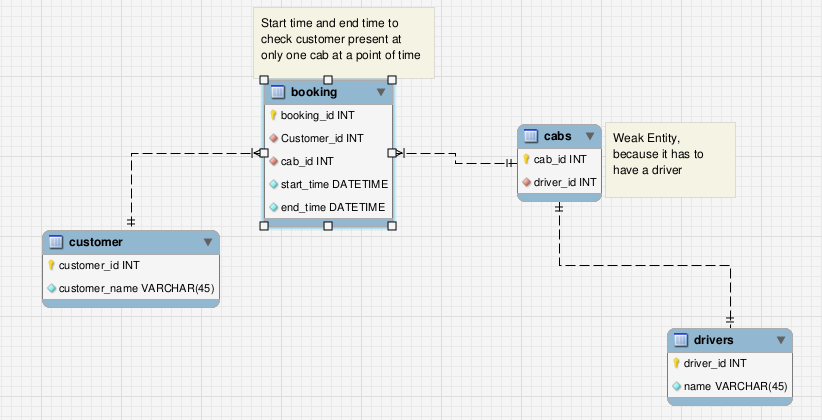 Start time and end time to
check customer present at
only one cab at a point of time
booking
booking_id INT
Customer_id INT
cab_id INT
start_time DATETIME
end_time DATETIME
cabs
cab_id INT
driver_id INT
Weak Entity,
because it has to
have a driver
customer
customer_id INT
customer_name VARCHAR(45)
drivers
driver_id INT
name VARCHAR(45)